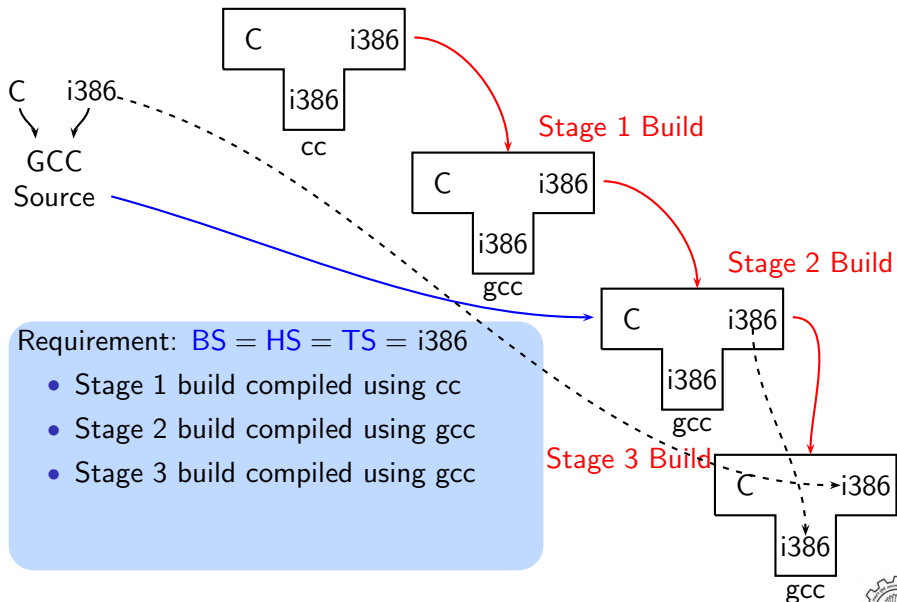 C i386
i386
cc
C i386
GCC
Source
Stage 1 Build
C i386
i386
gcc
Stage 2 Build
C i386
i386
gcc
Requirement: BS = HS = TS = i386
• Stage 1 build compiled using cc
• Stage 2 build compiled using gcc
• Stage 3 build compiled using gcc
Stage 3 Build
C i386
i386
gcc